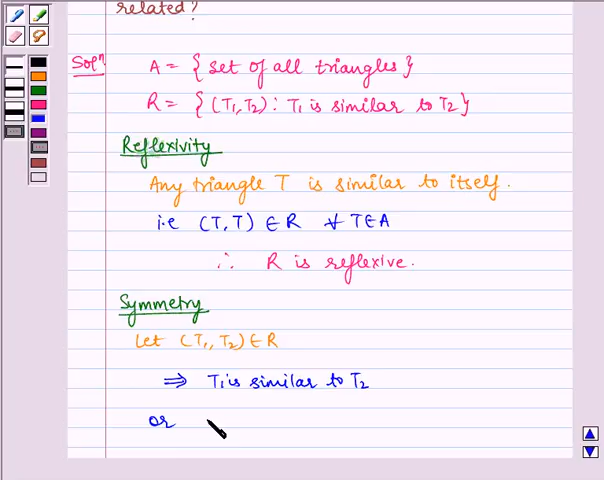 related?
Solⁿ A = { set of all triangles }
R = { (T₁, T₂) : T₁ is similar to T₂ }
Reflexivity
Any triangle T is similar to itself.
i.e (T, T) ∈ R ∀ T∈A
∴ R is reflexive.
Symmetry
Let (T₁, T₂) ∈ R
⇒ T₁ is similar to T₂
or